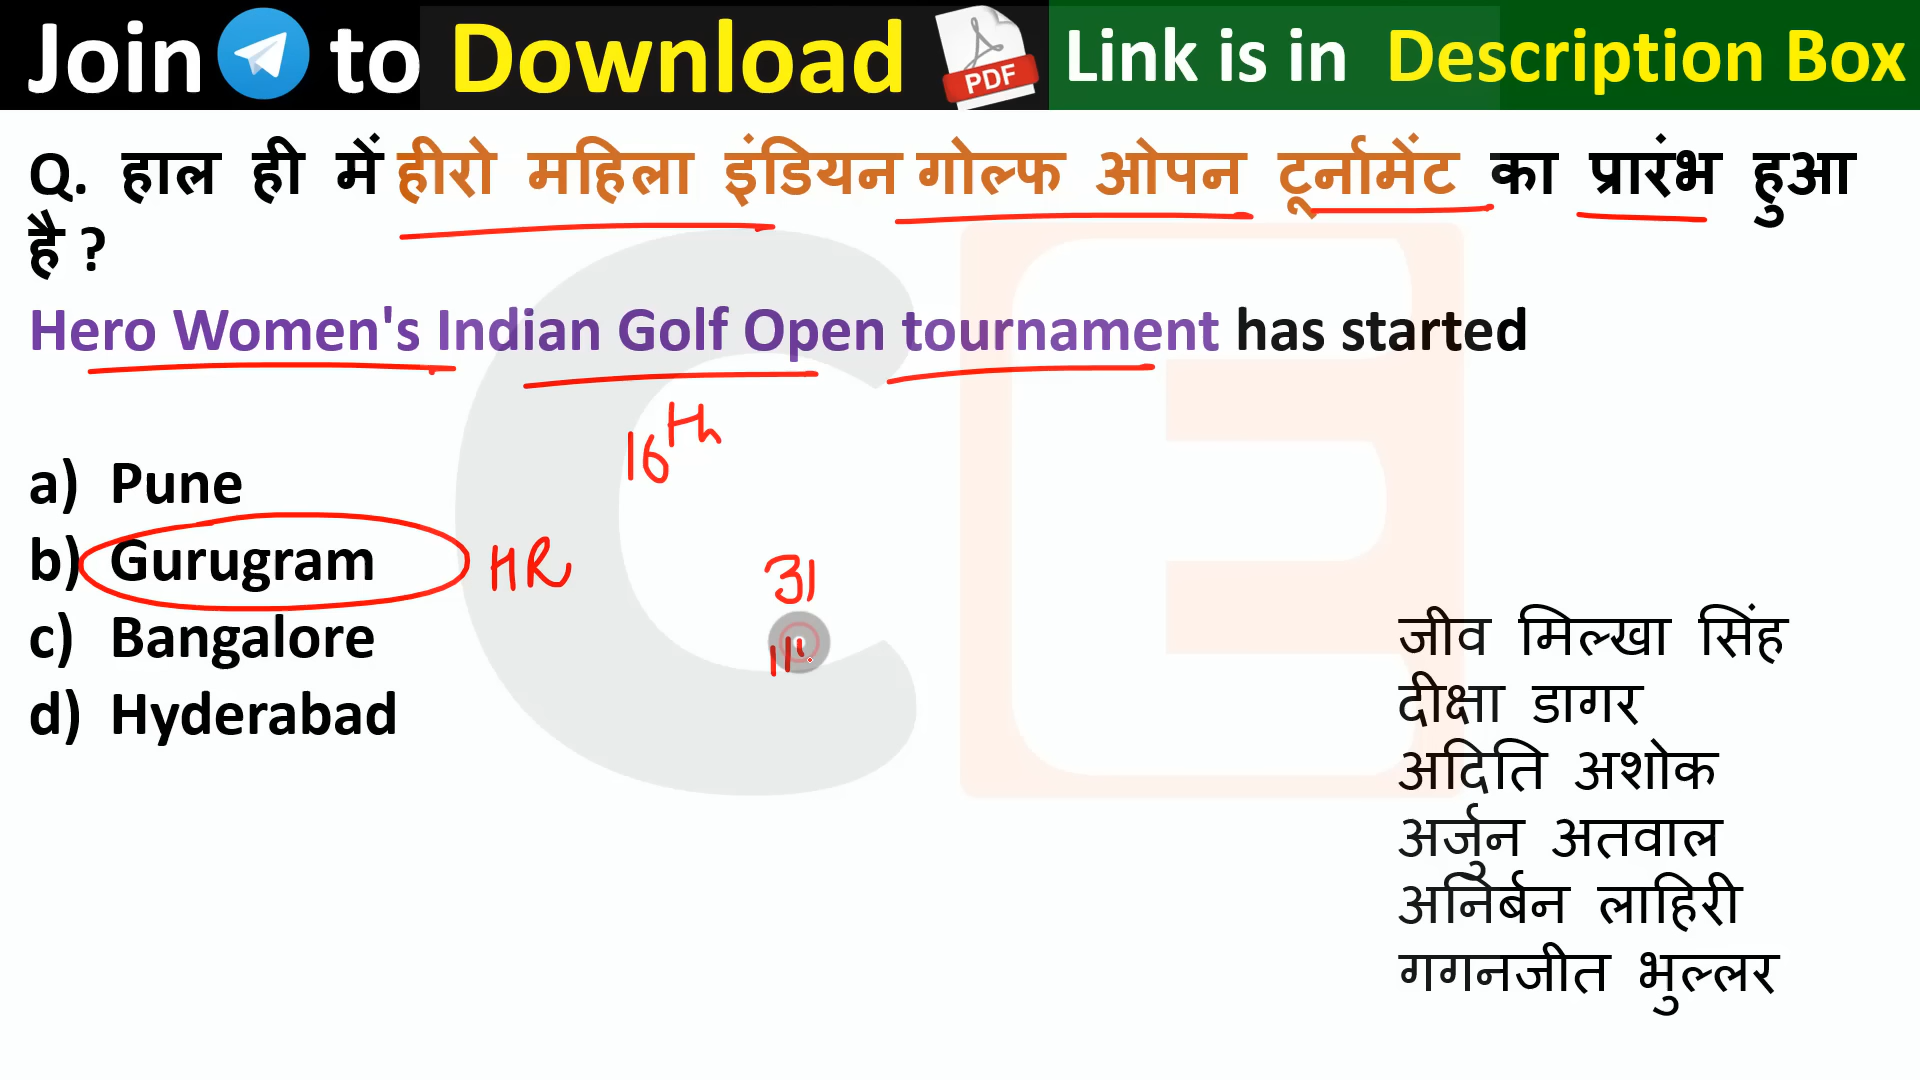 Join to Download PDF Link is in Description Box
Q. हाल ही में हीरो महिला इंडियन गोल्फ ओपन टूर्नामेंट का प्रारंभ हुआ
है ?
Hero Women's Indian Golf Open tournament has started
16th
a) Pune
b) Gurugram HR
31
c) Bangalore
d) Hyderabad
जीव मिल्खा सिंह
दीक्षा डागर
अदिति अशोक
अर्जुन अतवाल
अनिर्बन लाहिरी
गगनजीत भुल्लर
CE